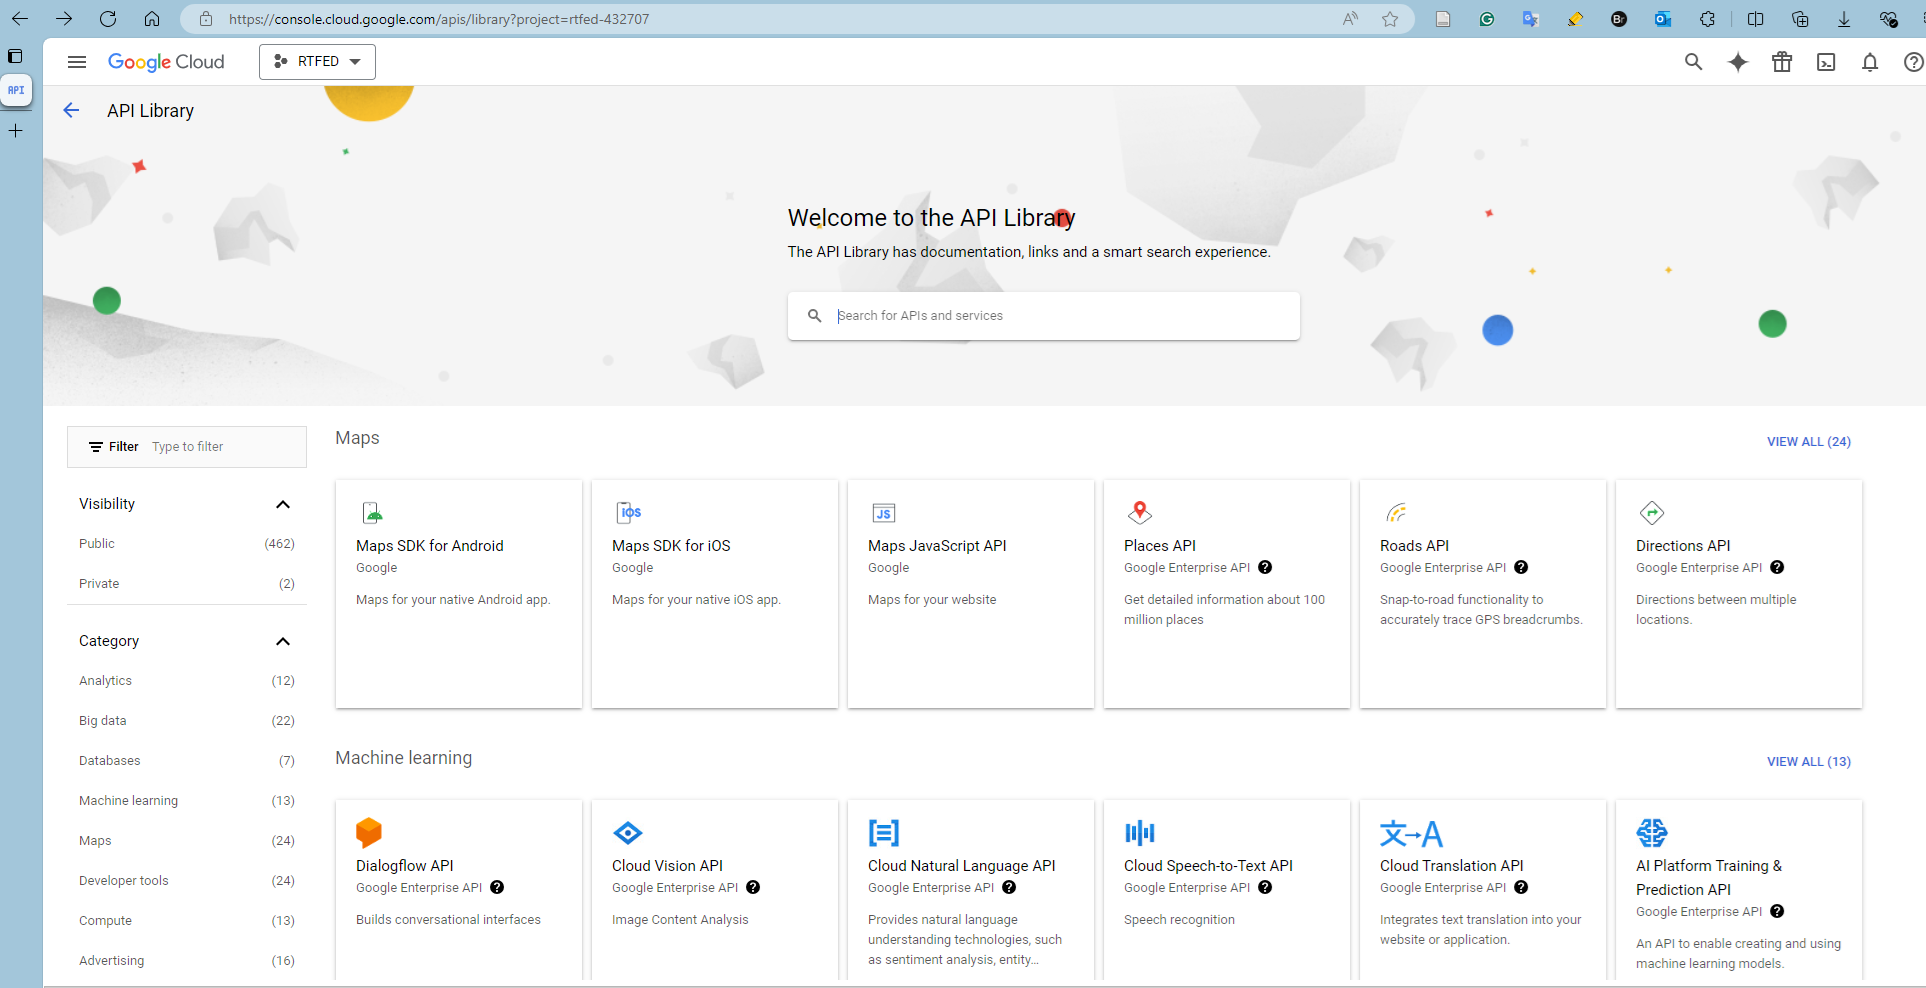 https://console.cloud.google.com/apis/library?project=rtfed-432707
API
Google Cloud
RTFED
API Library
Welcome to the API Library
The API Library has documentation, links and a smart search experience.
Search for APIs and services
Filter Type to filter
Visibility
Public (462)
Private (2)
Category
Analytics (12)
Big data (22)
Databases (7)
Machine learning (13)
Maps (24)
Developer tools (24)
Compute (13)
Advertising (16)
Maps
VIEW ALL (24)
Maps SDK for Android
Google
Maps for your native Android app.
iOS
Maps SDK for iOS
Google
Maps for your native iOS app.
JS
Maps JavaScript API
Google
Maps for your website
Places API
Google Enterprise API
Get detailed information about 100
million places
Roads API
Google Enterprise API
Snap-to-road functionality to
accurately trace GPS breadcrumbs.
Directions API
Google Enterprise API
Directions between multiple
locations.
Machine learning
VIEW ALL (13)
Dialogflow API
Google Enterprise API
Builds conversational interfaces
Cloud Vision API
Google Enterprise API
Image Content Analysis
Cloud Natural Language API
Google Enterprise API
Provides natural language
understanding technologies, such
as sentiment analysis, entity...
Cloud Speech-to-Text API
Google Enterprise API
Speech recognition
文→A
Cloud Translation API
Google Enterprise API
Integrates text translation into your
website or application.
AI Platform Training &
Prediction API
Google Enterprise API
An API to enable creating and using
machine learning models.